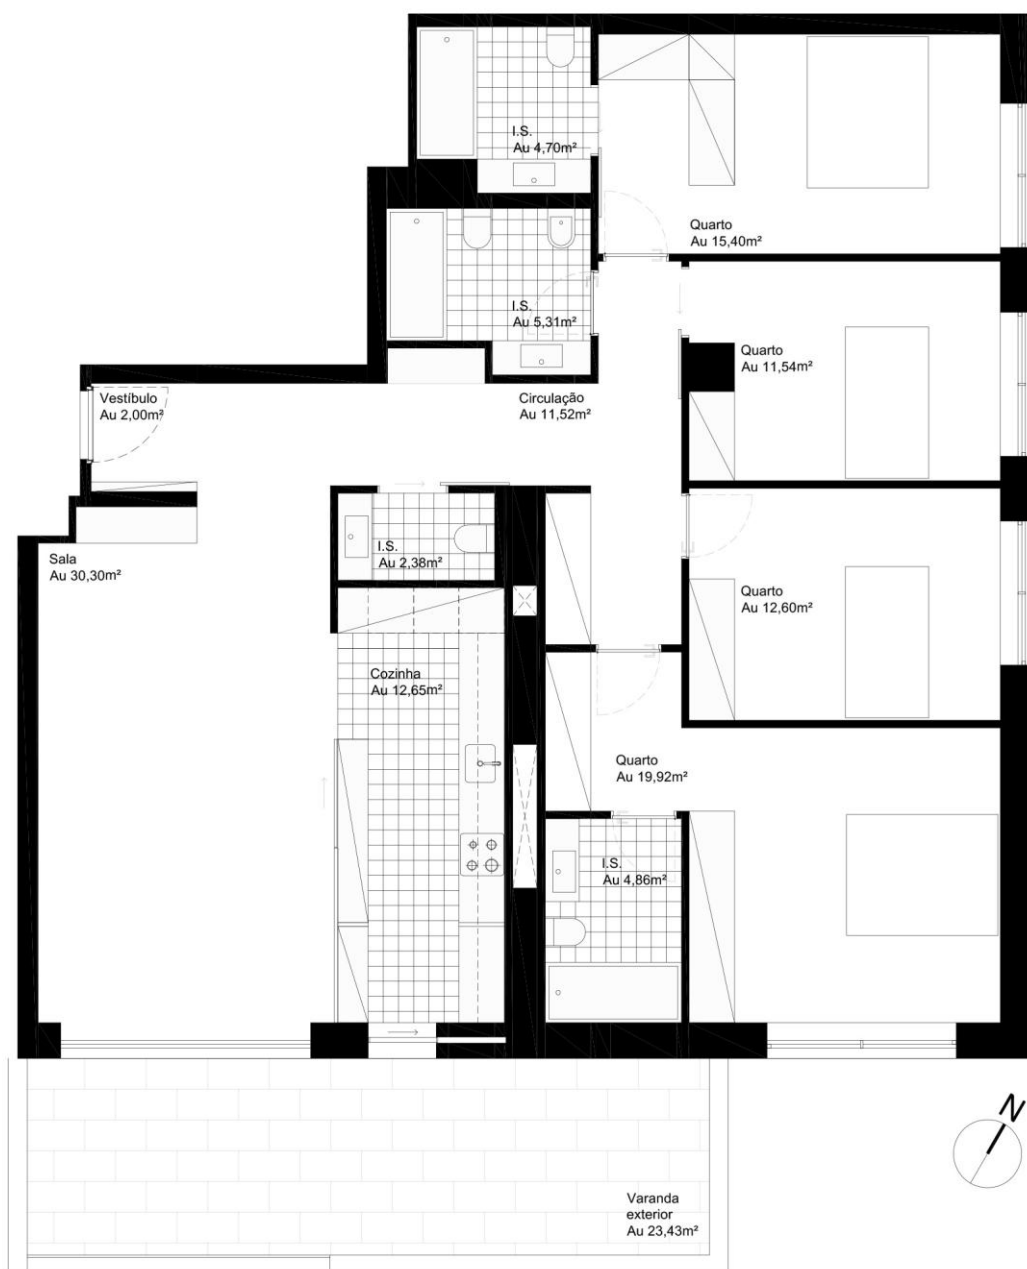 I.S.
Au 4,70m²
Quarto
Au 15,40m²
I.S.
Au 5,31m²
Quarto
Au 11,54m²
Vestíbulo
Au 2,00m²
Circulação
Au 11,52m²
I.S.
Au 2,38m²
Sala
Au 30,30m²
Quarto
Au 12,60m²
Cozinha
Au 12,65m²
Quarto
Au 19,92m²
I.S.
Au 4,86m²
N
Varanda
exterior
Au 23,43m²